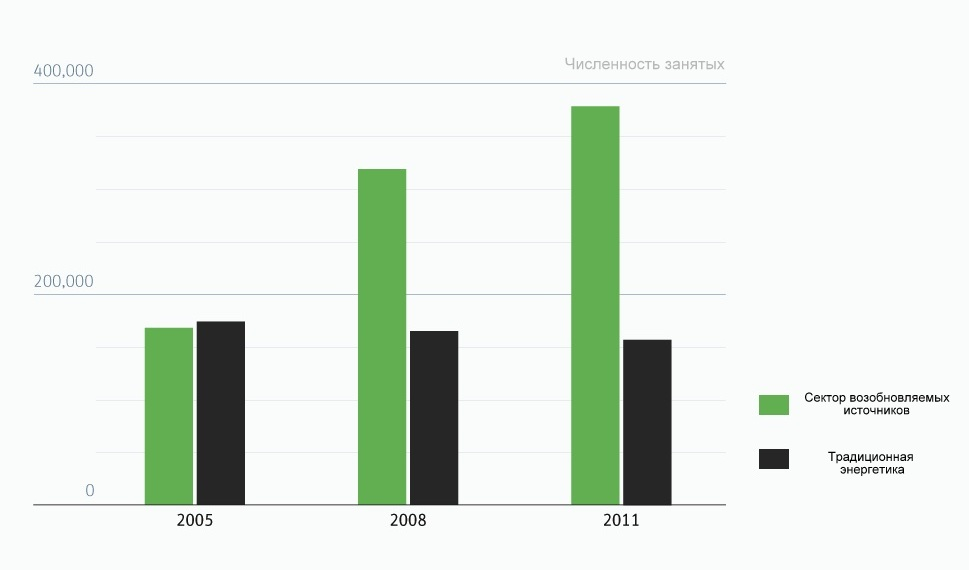 Численность занятых
400,000
200,000
0
2005
2008
2011
Сектор возобновляемых
источников
Традиционная
энергетика